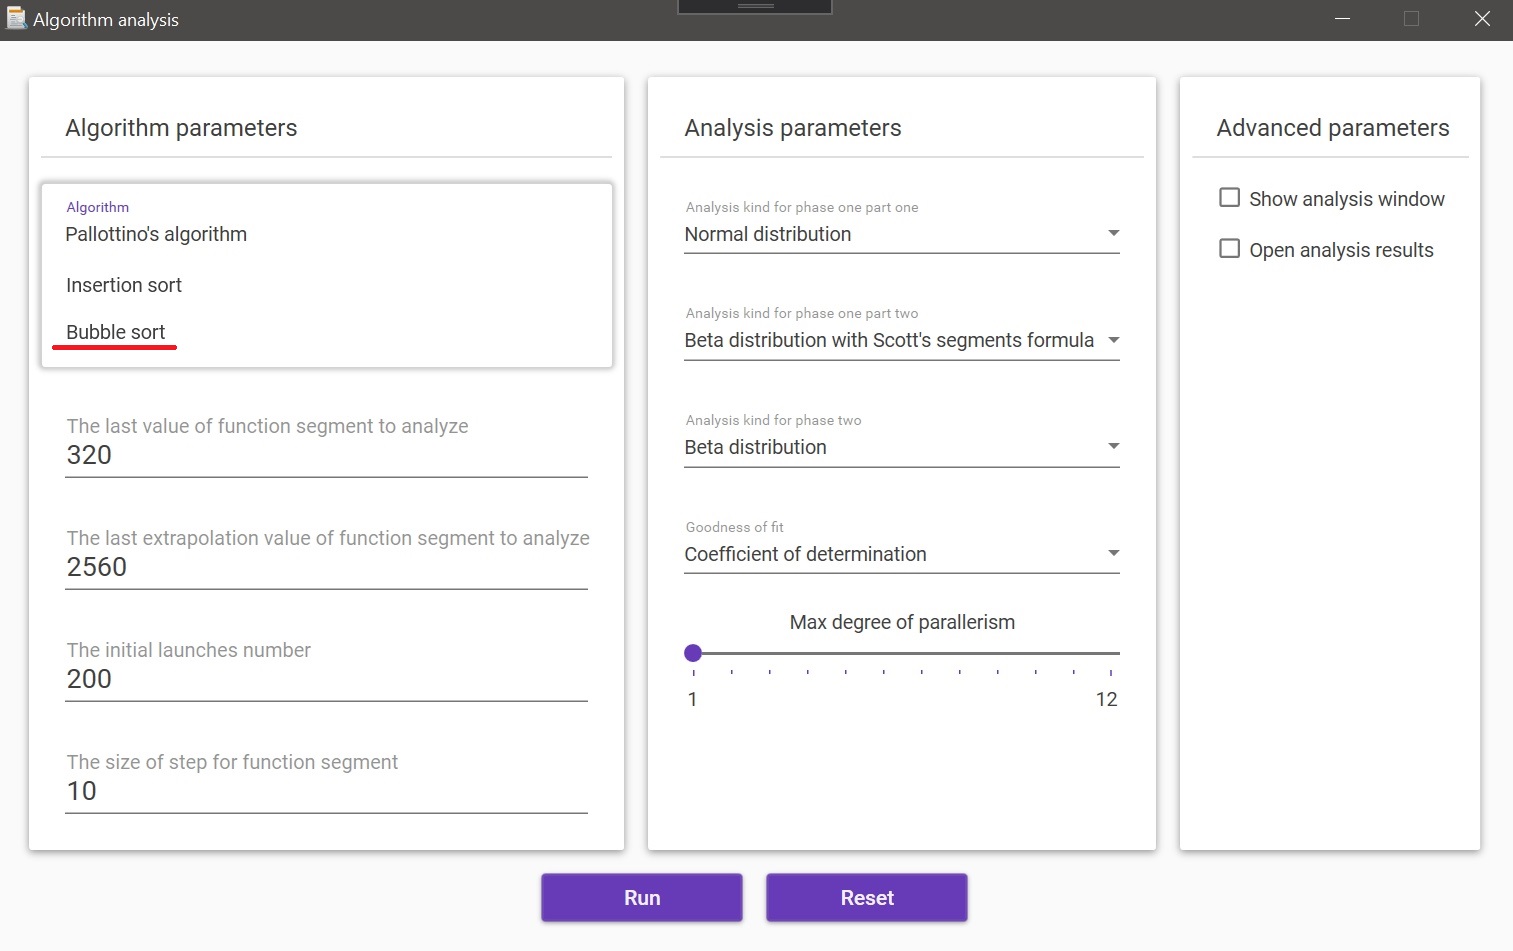 Algorithm analysis
Algorithm parameters
Algorithm
Pallottino's algorithm
Insertion sort
Bubble sort
The last value of function segment to analyze
320
The last extrapolation value of function segment to analyze
2560
The initial launches number
200
The size of step for function segment
10
Analysis parameters
Analysis kind for phase one part one
Normal distribution
Analysis kind for phase one part two
Beta distribution with Scott's segments formula
Analysis kind for phase two
Beta distribution
Goodness of fit
Coefficient of determination
Max degree of parallerism
1 12
Advanced parameters
Show analysis window
Open analysis results
Run Reset